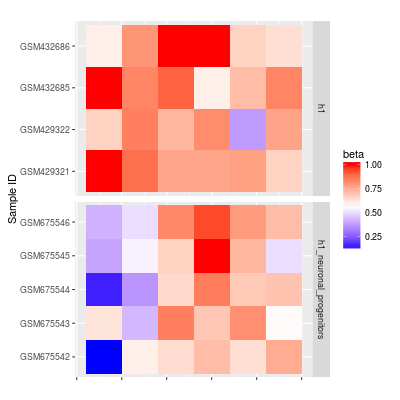 GSM432686
GSM432685
GSM429322
GSM429321
h1
GSM675546
GSM675545
GSM675544
GSM675543
GSM675542
h1_neuronal_progenitors
Sample ID
beta
1.00
0.75
0.50
0.25